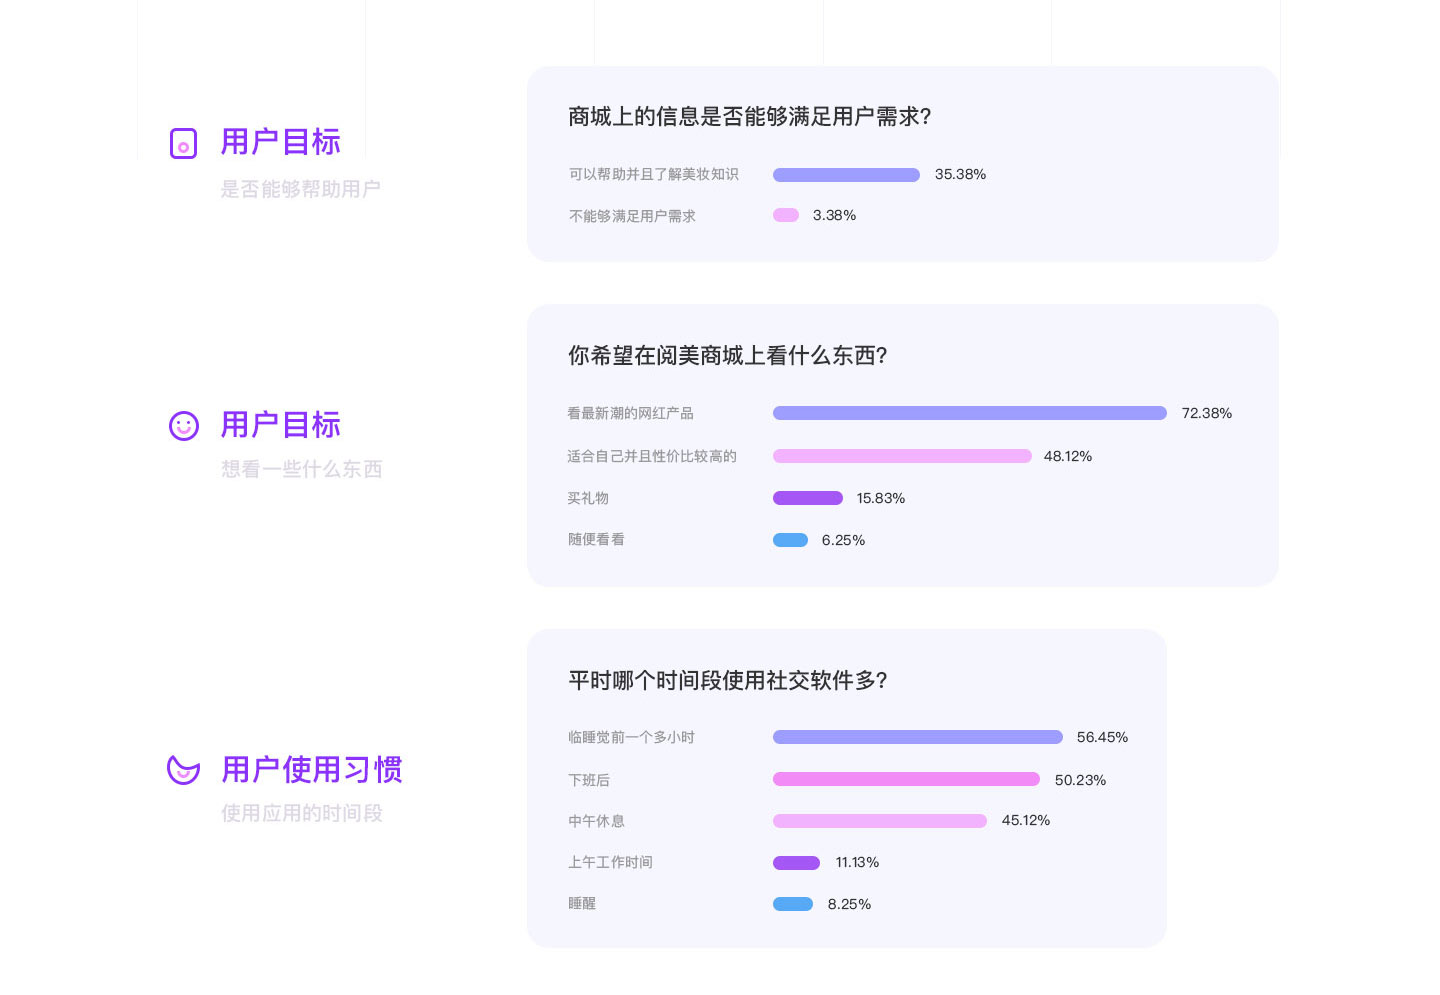 用户目标
是否能够帮助用户
商城上的信息是否能够满足用户需求?
可以帮助并且了解美妆知识 35.38%
不能够满足用户需求 3.38%
用户目标
想看一些什么东西
你希望在阅美商城上看什么东西?
看最新潮的网红产品 72.38%
适合自己并且性价比较高的 48.12%
买礼物 15.83%
随便看看 6.25%
用户使用习惯
使用应用的时间段
平时哪个时间段使用社交软件多?
临睡觉前一个多小时 56.45%
下班后 50.23%
中午休息 45.12%
上午工作时间 11.13%
睡醒 8.25%